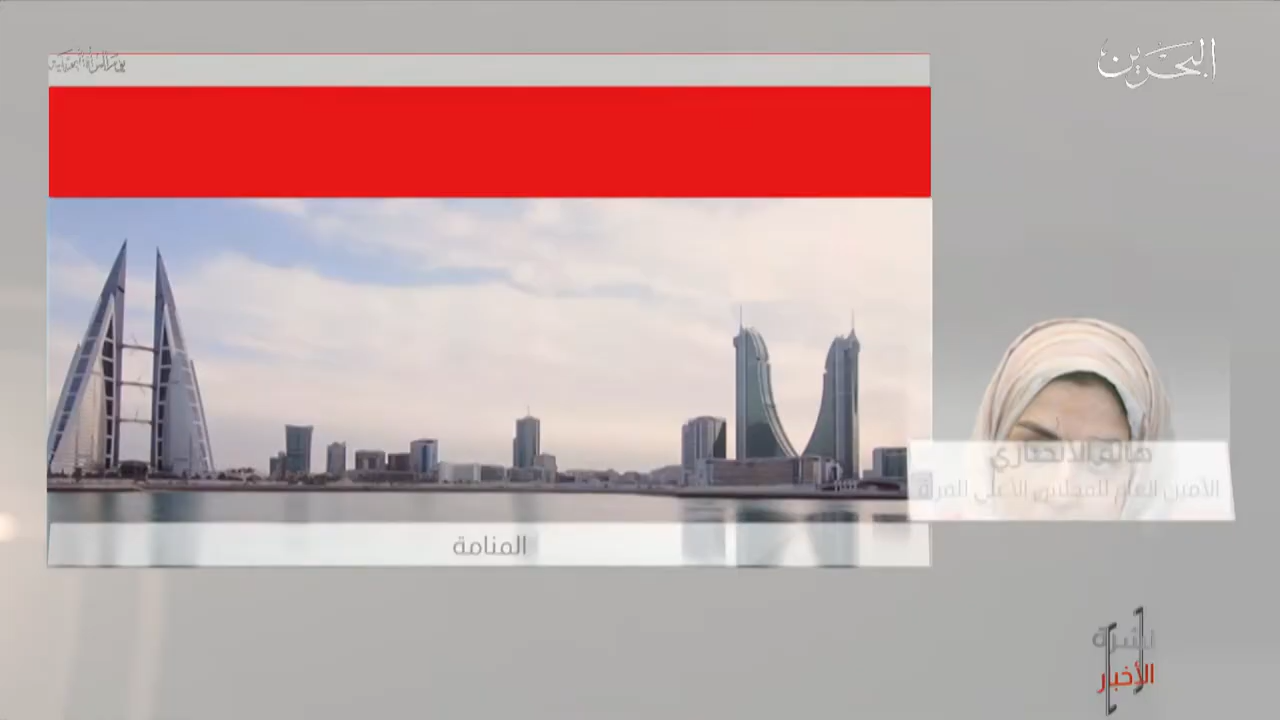 البحرين
هالة الأنصاري
الأمين العام للمجلس الأعلى للمرأة
المنامة
نشرة
الأخبار